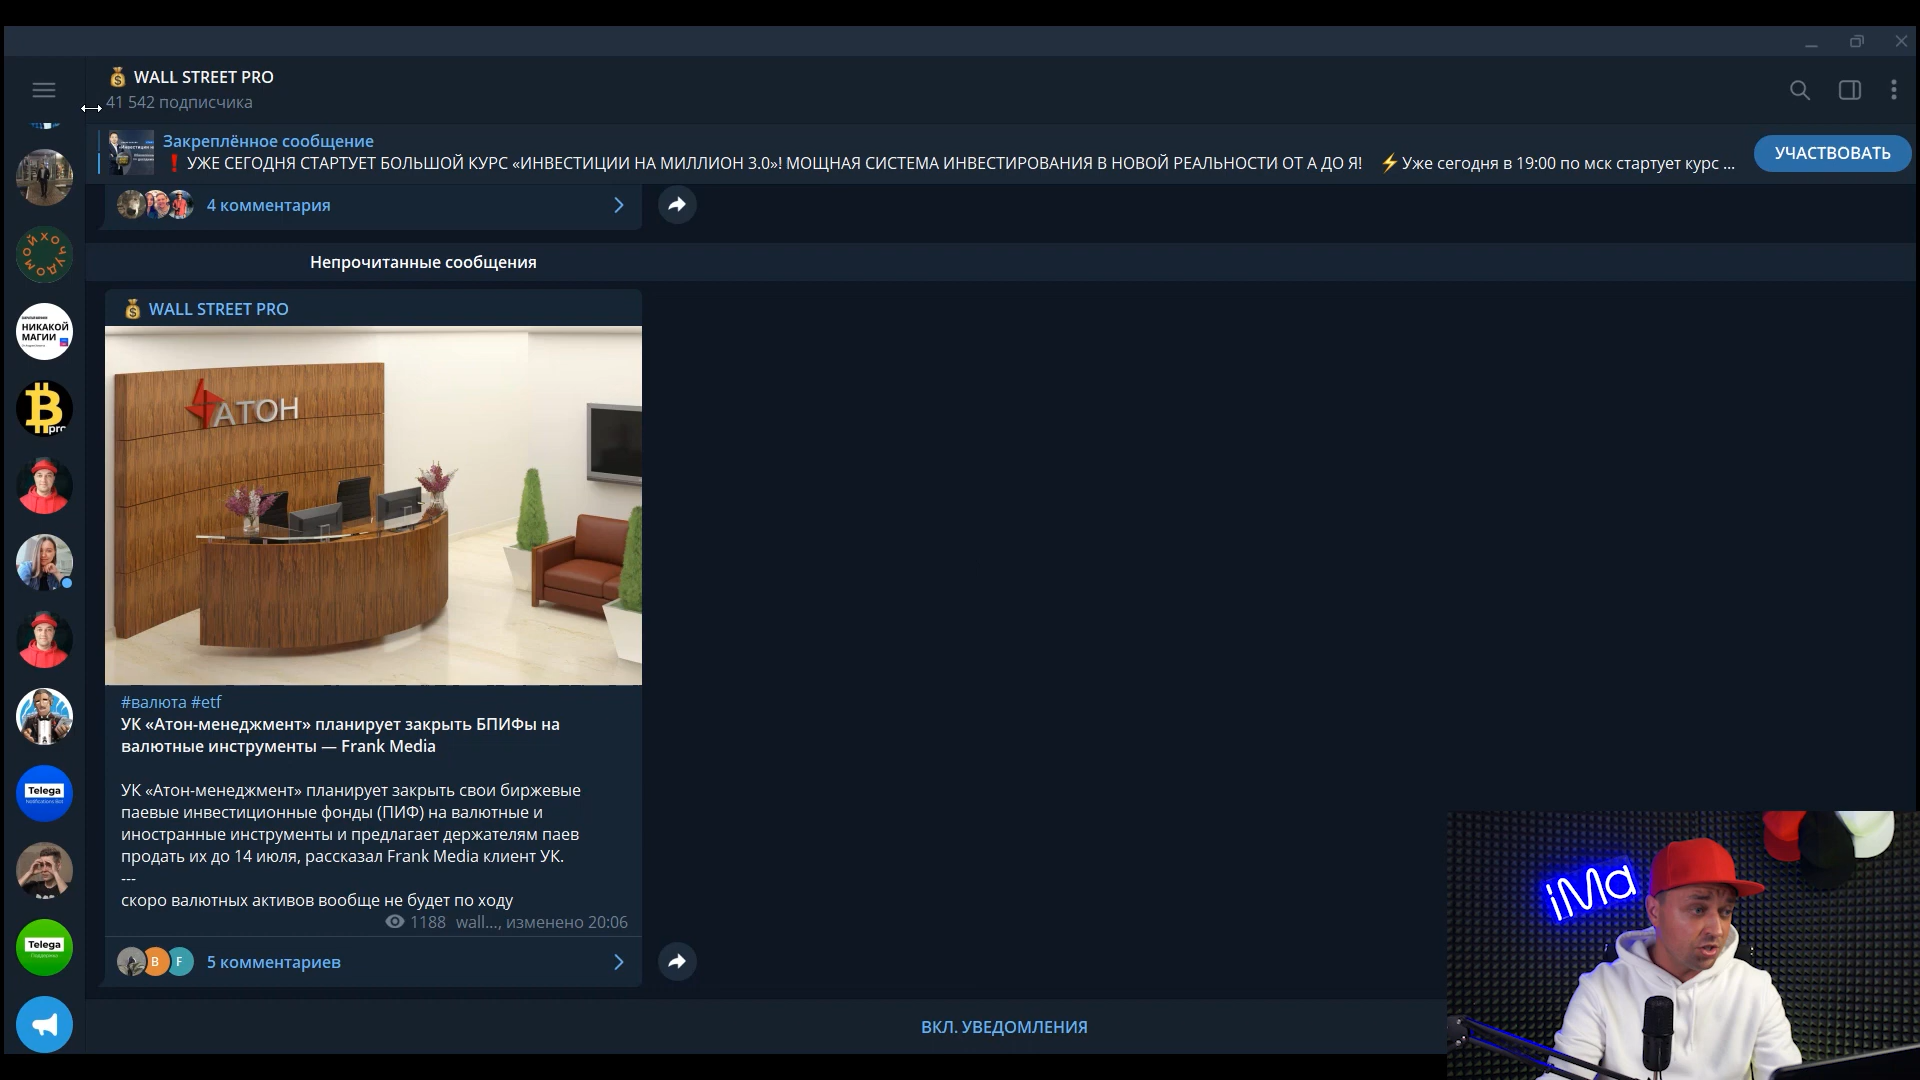 💰 WALL STREET PRO
41 542 подписчика
Закреплённое сообщение
❗ УЖЕ СЕГОДНЯ СТАРТУЕТ БОЛЬШОЙ КУРС «ИНВЕСТИЦИИ НА МИЛЛИОН 3.0»! МОЩНАЯ СИСТЕМА ИНВЕСТИРОВАНИЯ В НОВОЙ РЕАЛЬНОСТИ ОТ А ДО Я! ⚡Уже сегодня в 19:00 по мск стартует курс ...
УЧАСТВОВАТЬ
4 комментария
Непрочитанные сообщения
💰 WALL STREET PRO
АТОН
#валюта #etf
УК «Атон-менеджмент» планирует закрыть БПИФы на
валютные инструменты — Frank Media
УК «Атон-менеджмент» планирует закрыть свои биржевые
паевые инвестиционные фонды (ПИФ) на валютные и
иностранные инструменты и предлагает держателям паев
продать их до 14 июля, рассказал Frank Media клиент УК.
---
скоро валютных активов вообще не будет по ходу
1188 wall..., изменено 20:06
B F
5 комментариев
ВКЛ. УВЕДОМЛЕНИЯ
ХОЧУДОМОЙ
НИКАКОЙ
МАГИИ
pro
Telega
Notifications Bot
Telega
Поддержка
iMa